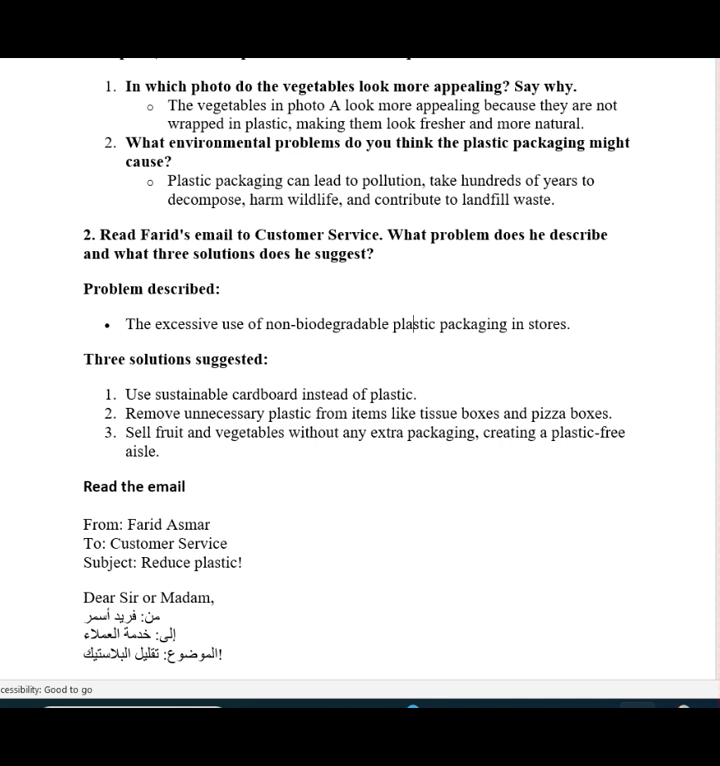 1. In which photo do the vegetables look more appealing? Say why.
o The vegetables in photo A look more appealing because they are not
wrapped in plastic, making them look fresher and more natural.
2. What environmental problems do you think the plastic packaging might
cause?
o Plastic packaging can lead to pollution, take hundreds of years to
decompose, harm wildlife, and contribute to landfill waste.
2. Read Farid's email to Customer Service. What problem does he describe
and what three solutions does he suggest?
Problem described:
• The excessive use of non-biodegradable plastic packaging in stores.
Three solutions suggested:
1. Use sustainable cardboard instead of plastic.
2. Remove unnecessary plastic from items like tissue boxes and pizza boxes.
3. Sell fruit and vegetables without any extra packaging, creating a plastic-free
aisle.
Read the email
From: Farid Asmar
To: Customer Service
Subject: Reduce plastic!
Dear Sir or Madam,
من: فريد أسمر
إلى: خدمة العملاء
الموضوع: تقليل البلاستيك!
cessibility: Good to go